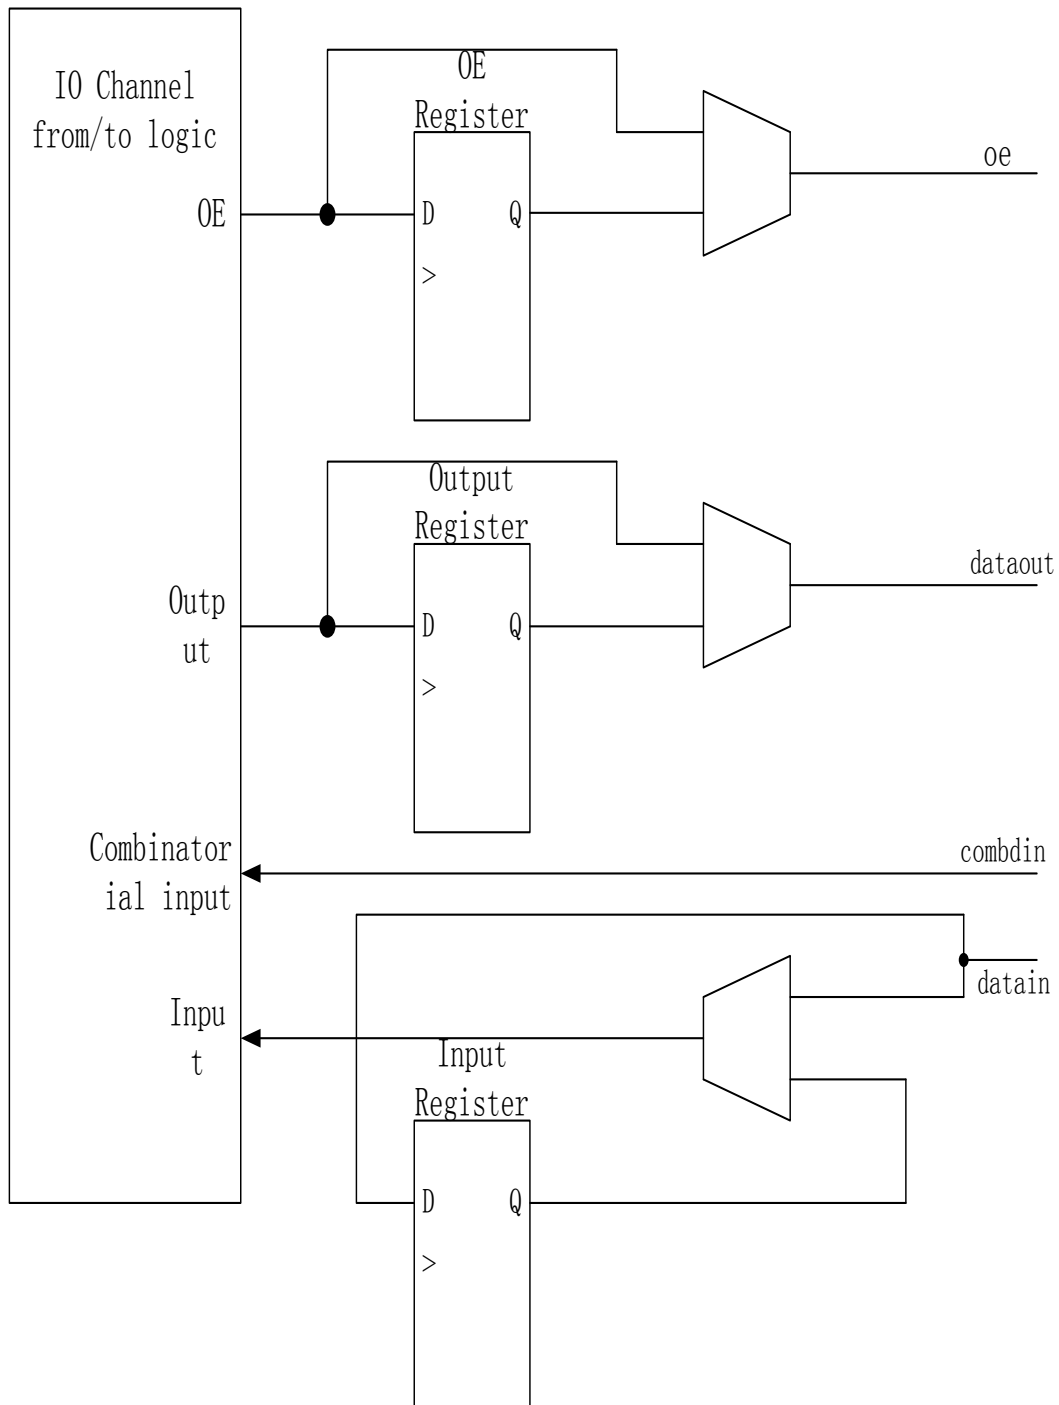 IO Channel
from/to logic
OE
Register
oe
OE
D
Q
>
Output
Register
dataout
Outp
ut
D
Q
>
Combinator
ial input
combdin
datain
Inpu
t
Input
Register
D
Q
>